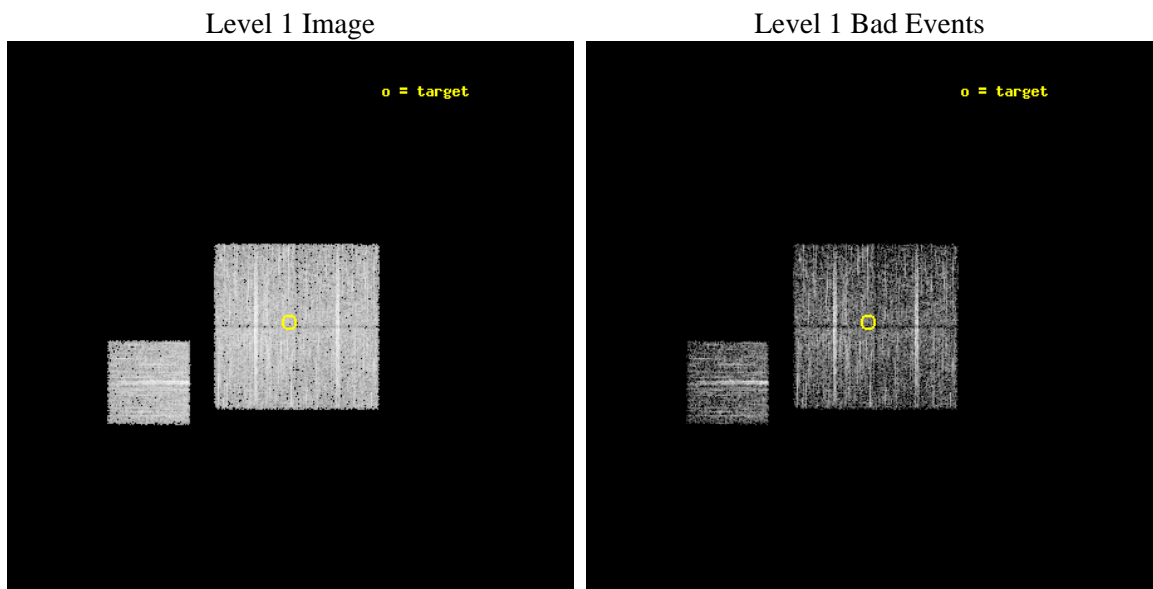 Level 1 Image
Level 1 Bad Events
o = target
o = target